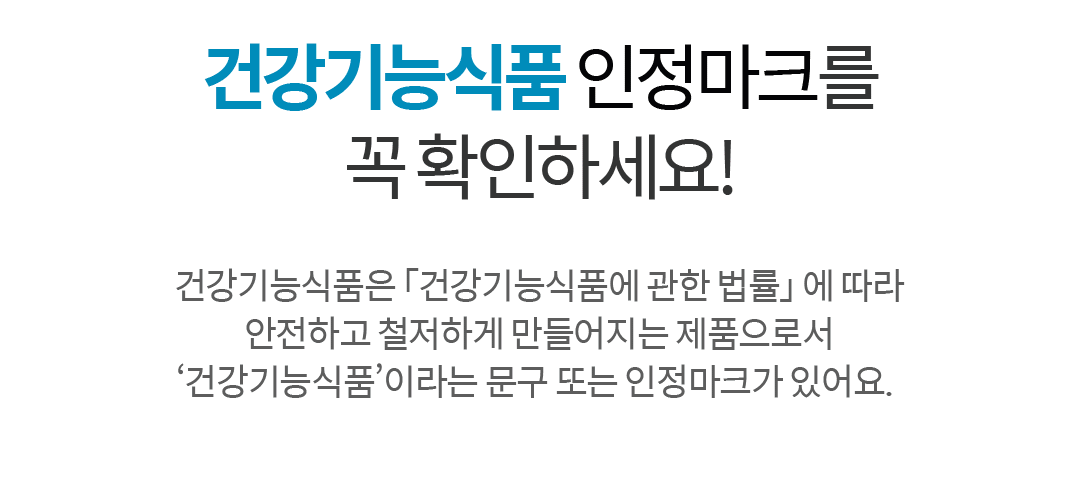 건강기능식품 인정마크를
꼭 확인하세요!
건강기능식품은 ｢건강기능식품에 관한 법률｣ 에 따라
안전하고 철저하게 만들어지는 제품으로서
‘건강기능식품’이라는 문구 또는 인정마크가 있어요.